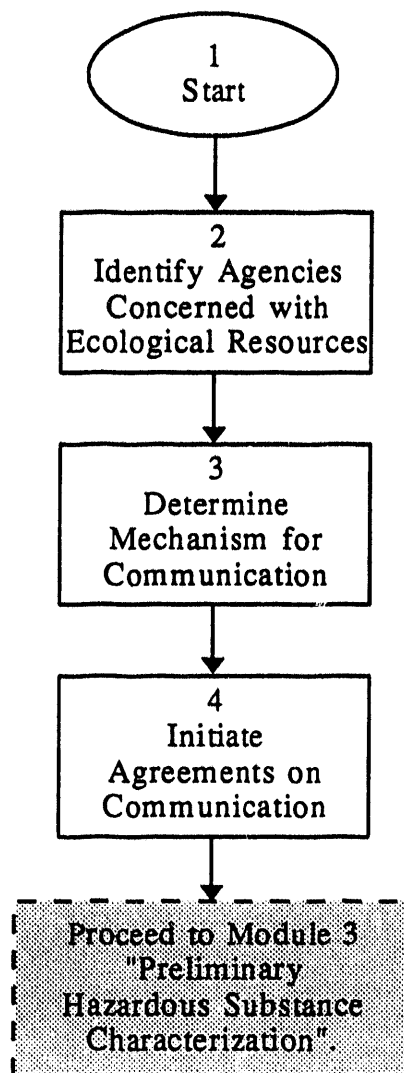 1
Start
2
Identify Agencies
Concerned with
Ecological Resources
3
Determine
Mechanism for
Communication
4
Initiate
Agreements on
Communication
Proceed to Module 3
"Preliminary
Hazardous Substance
Characterization".